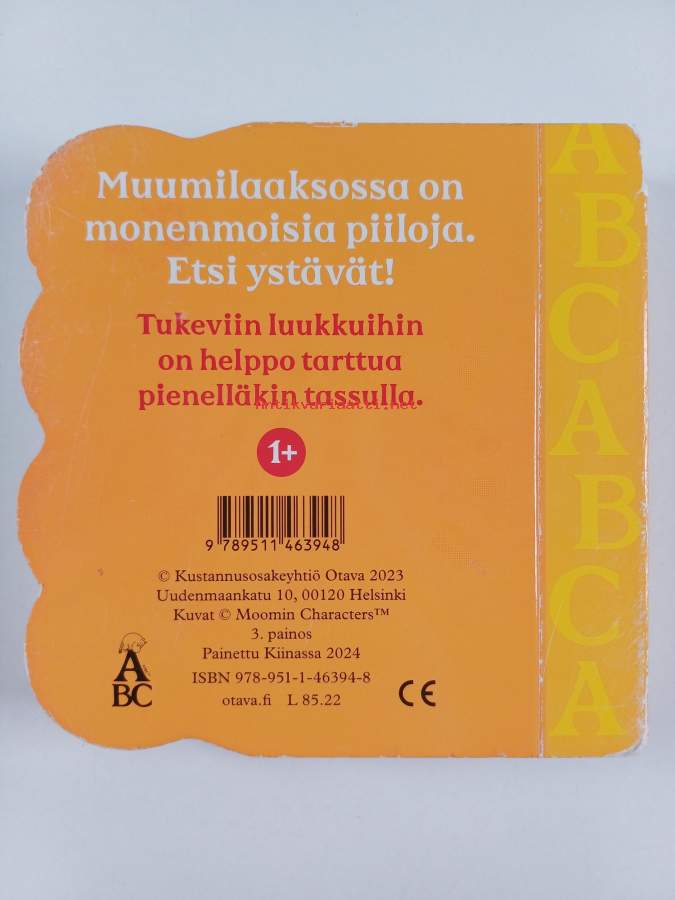 Muumilaaksossa on
monenmoisia piiloja.
Etsi ystävät!
Tukeviin luukkuihin
on helppo tarttua
pienelläkin tassulla.
Antikvariaatti.net
1+
9 789511 463948
© Kustannusosakeyhtiö Otava 2023
Uudenmaankatu 10, 00120 Helsinki
Kuvat © Moomin Characters™
3. painos
Painettu Kiinassa 2024
ISBN 978-951-1-46394-8
otava.fi L 85.22
A
BC
CE
A
B
C
A
B
C
A